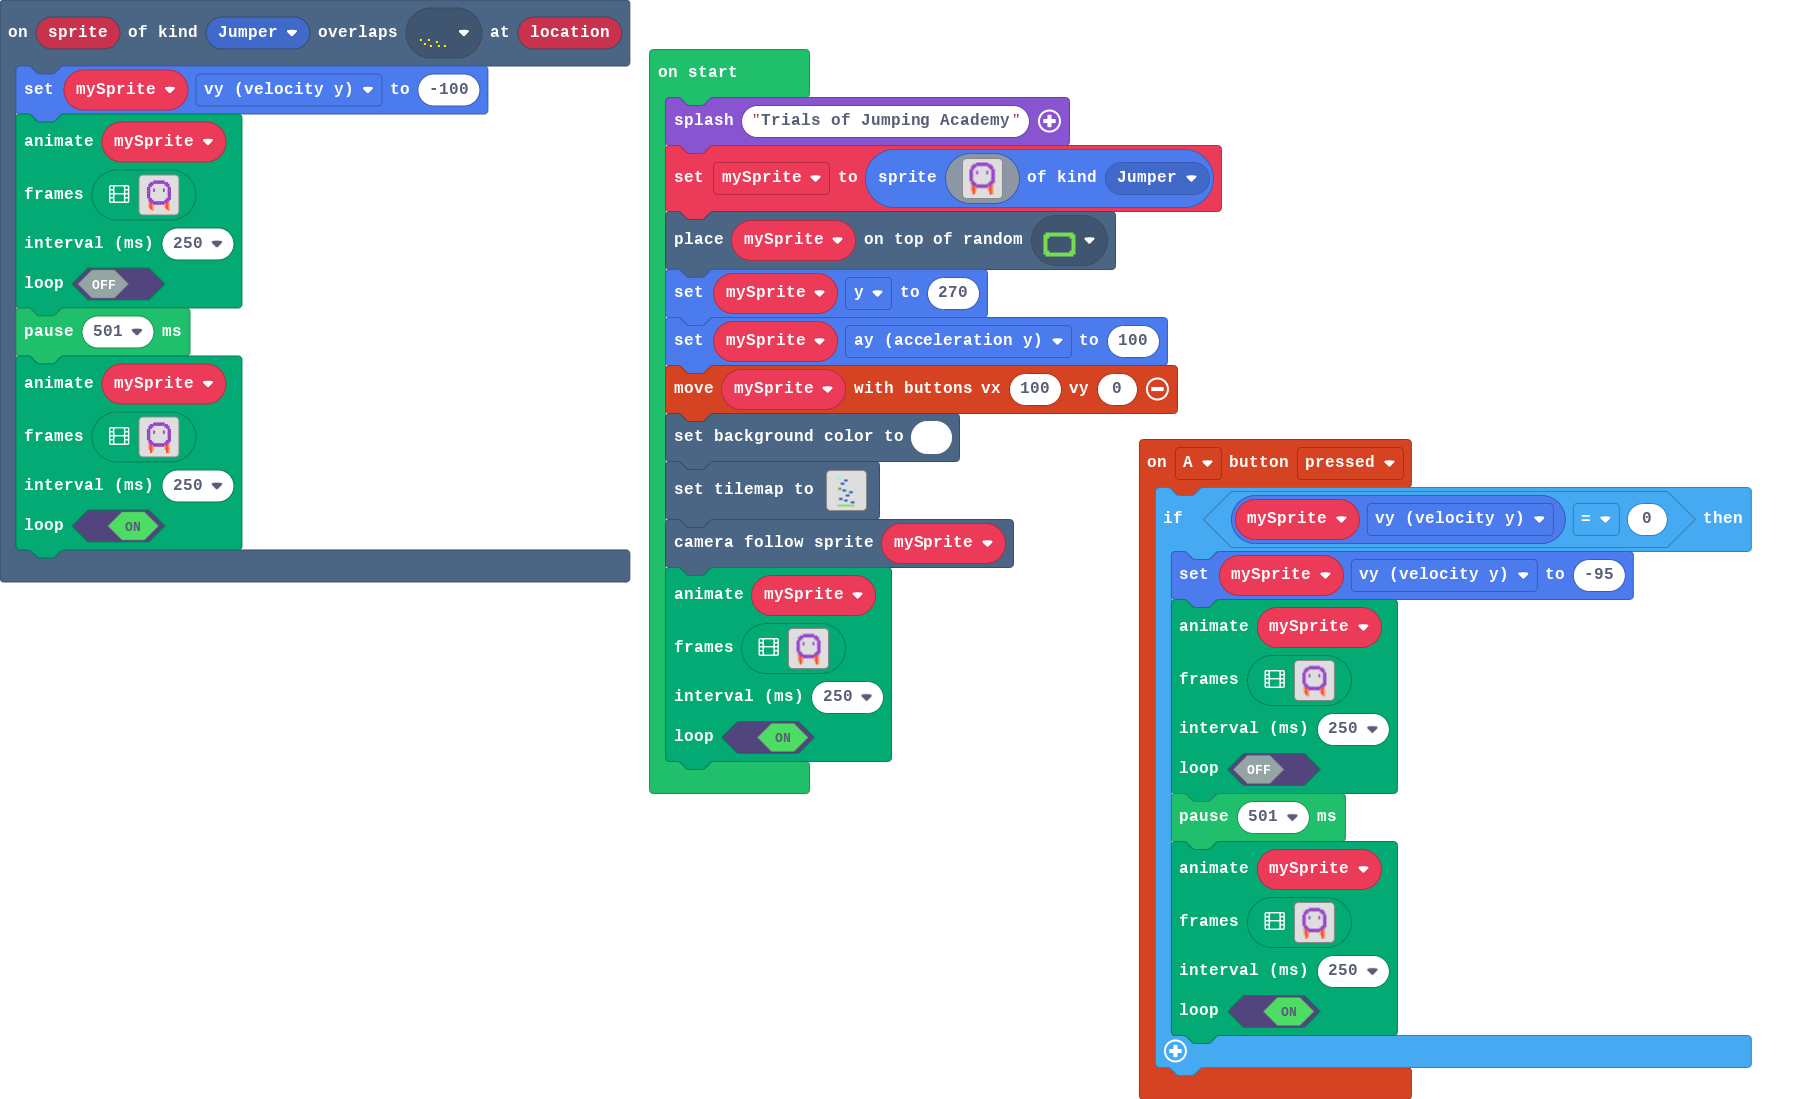 on sprite of kind Jumper overlaps at location
set mySprite vy (velocity y) to -100
animate mySprite
frames
interval (ms) 250
loop OFF
pause 501 ms
animate mySprite
frames
interval (ms) 250
loop ON
on start
splash "Trials of Jumping Academy"
set mySprite to sprite of kind Jumper
place mySprite on top of random
set mySprite y to 270
set mySprite ay (acceleration y) to 100
move mySprite with buttons vx 100 vy 0
set background color to
set tilemap to
camera follow sprite mySprite
animate mySprite
frames
interval (ms) 250
loop ON
on A button pressed
if mySprite vy (velocity y) = 0 then
set mySprite vy (velocity y) to -95
animate mySprite
frames
interval (ms) 250
loop OFF
pause 501 ms
animate mySprite
frames
interval (ms) 250
loop ON